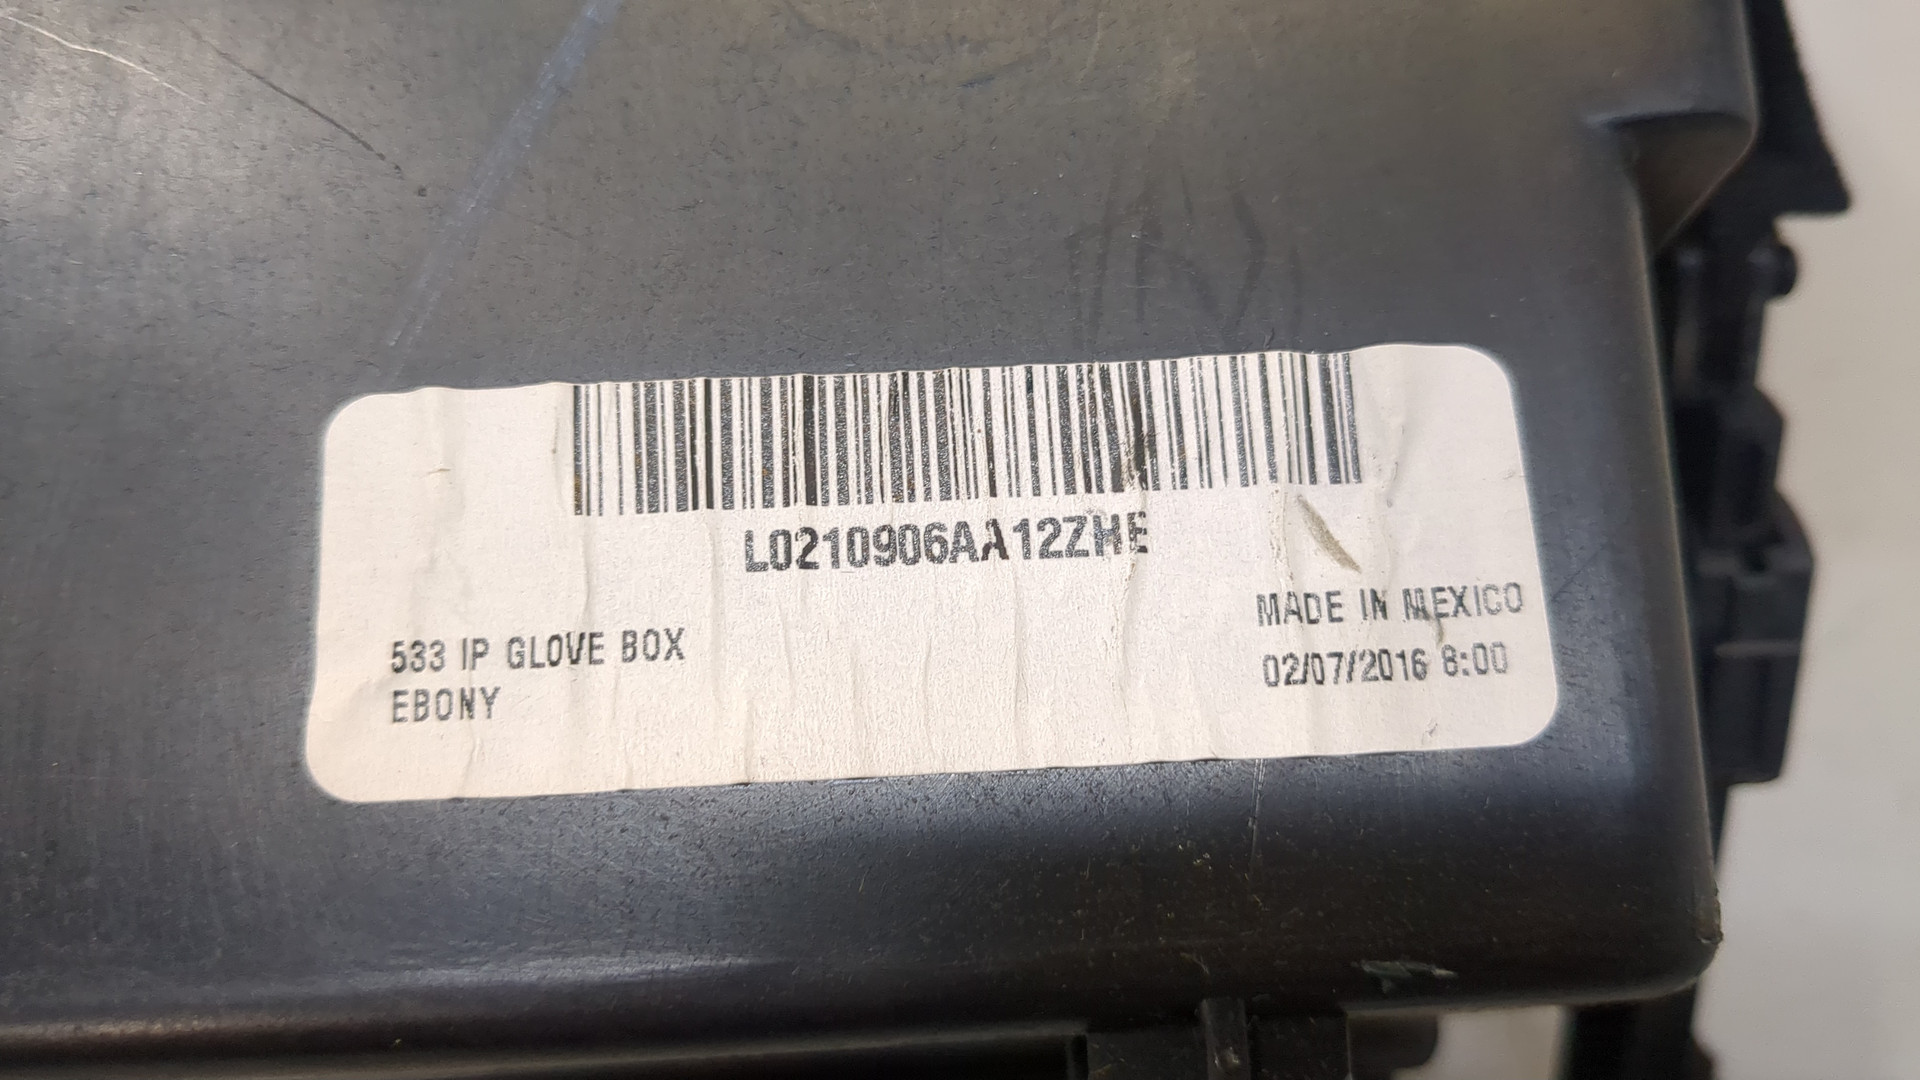 L0210906AA12ZHE
533 IP GLOVE BOX
EBONY
MADE IN MEXICO
02/07/2016 8:00